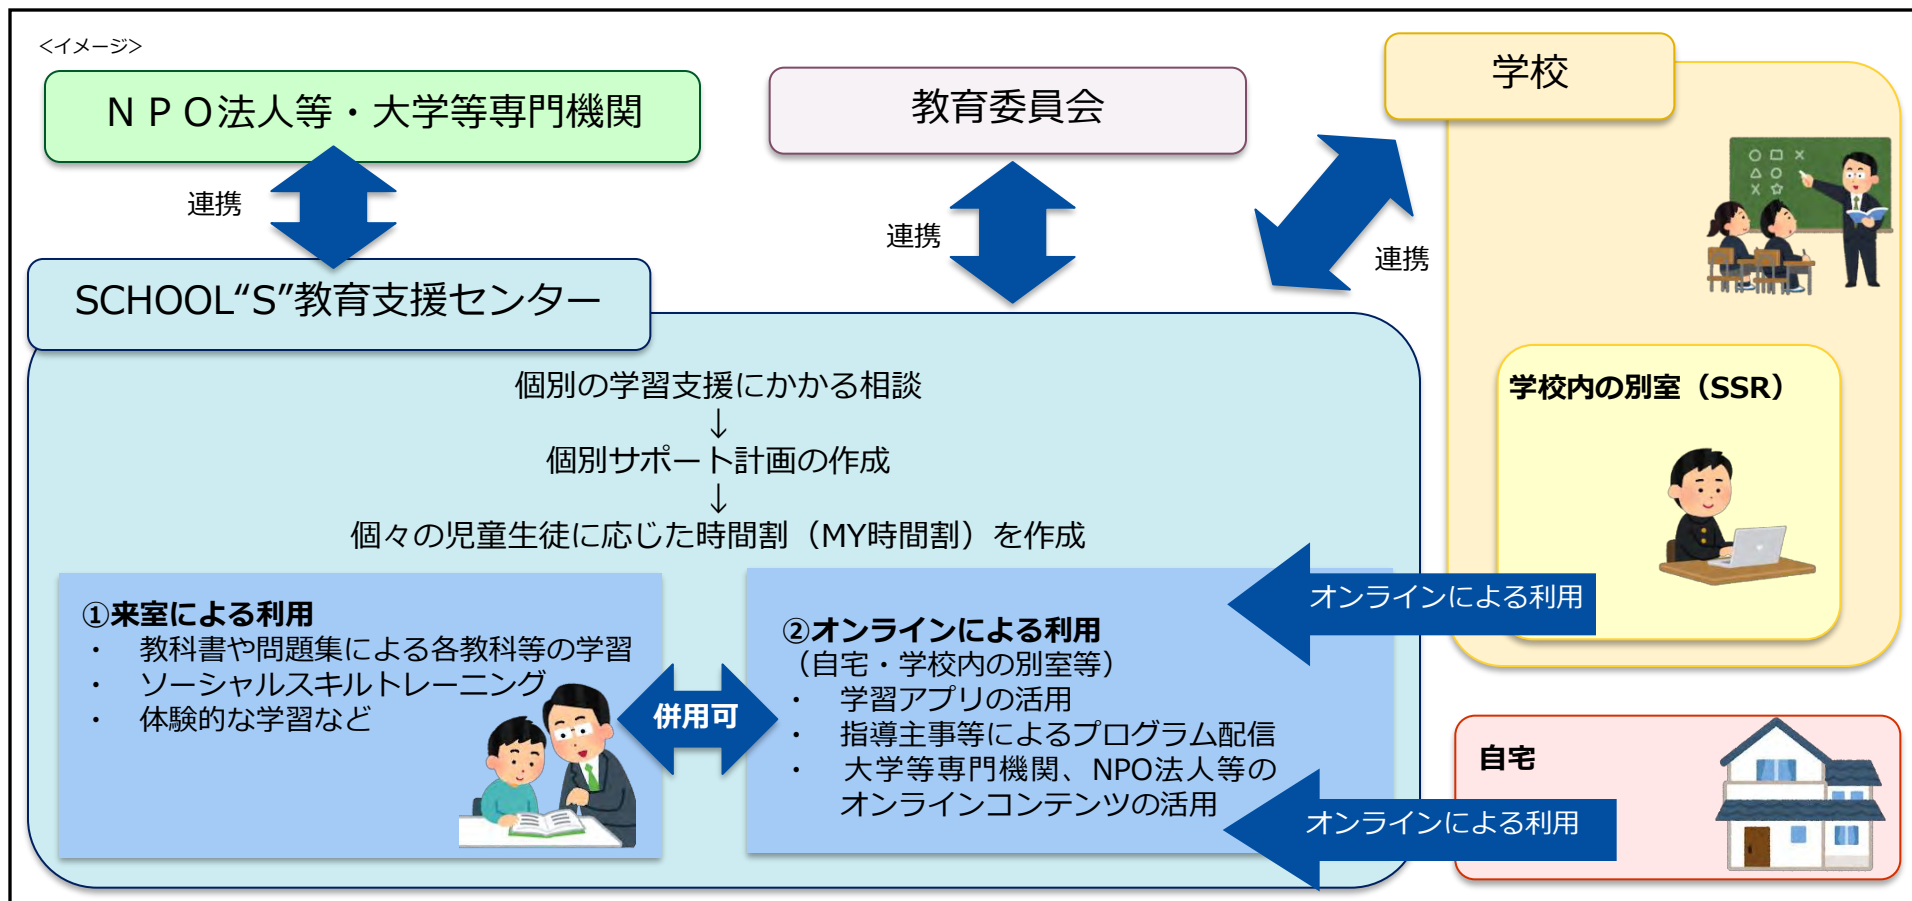 <イメージ>
ＮＰＯ法人等・大学等専門機関
教育委員会
学校
連携
連携
連携
SCHOOL“S”教育支援センター
個別の学習支援にかかる相談
↓
個別サポート計画の作成
↓
個々の児童生徒に応じた時間割（MY時間割）を作成
①来室による利用
・　教科書や問題集による各教科等の学習
・　ソーシャルスキルトレーニング
・　体験的な学習など
併用可
②オンラインによる利用
（自宅・学校内の別室等）
・　学習アプリの活用
・　指導主事等によるプログラム配信
・　大学等専門機関、NPO法人等の
オンラインコンテンツの活用
学校内の別室（SSR）
オンラインによる利用
自宅
オンラインによる利用